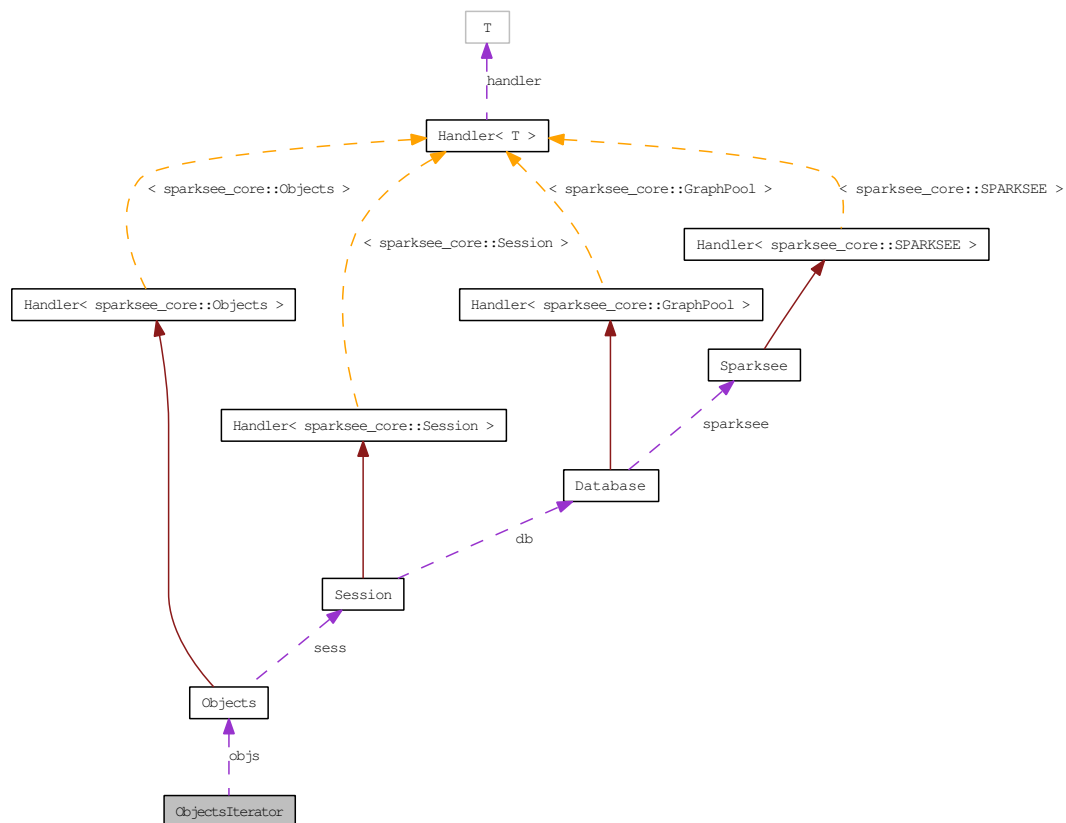 T
handler
Handler< T >
< sparksee_core::Objects >
< sparksee_core::GraphPool >
< sparksee_core::SPARKSEE >
< sparksee_core::Session >
Handler< sparksee_core::SPARKSEE >
Handler< sparksee_core::Objects >
Handler< sparksee_core::GraphPool >
Sparksee
Handler< sparksee_core::Session >
sparksee
Database
db
Session
sess
Objects
objs
ObjectsIterator